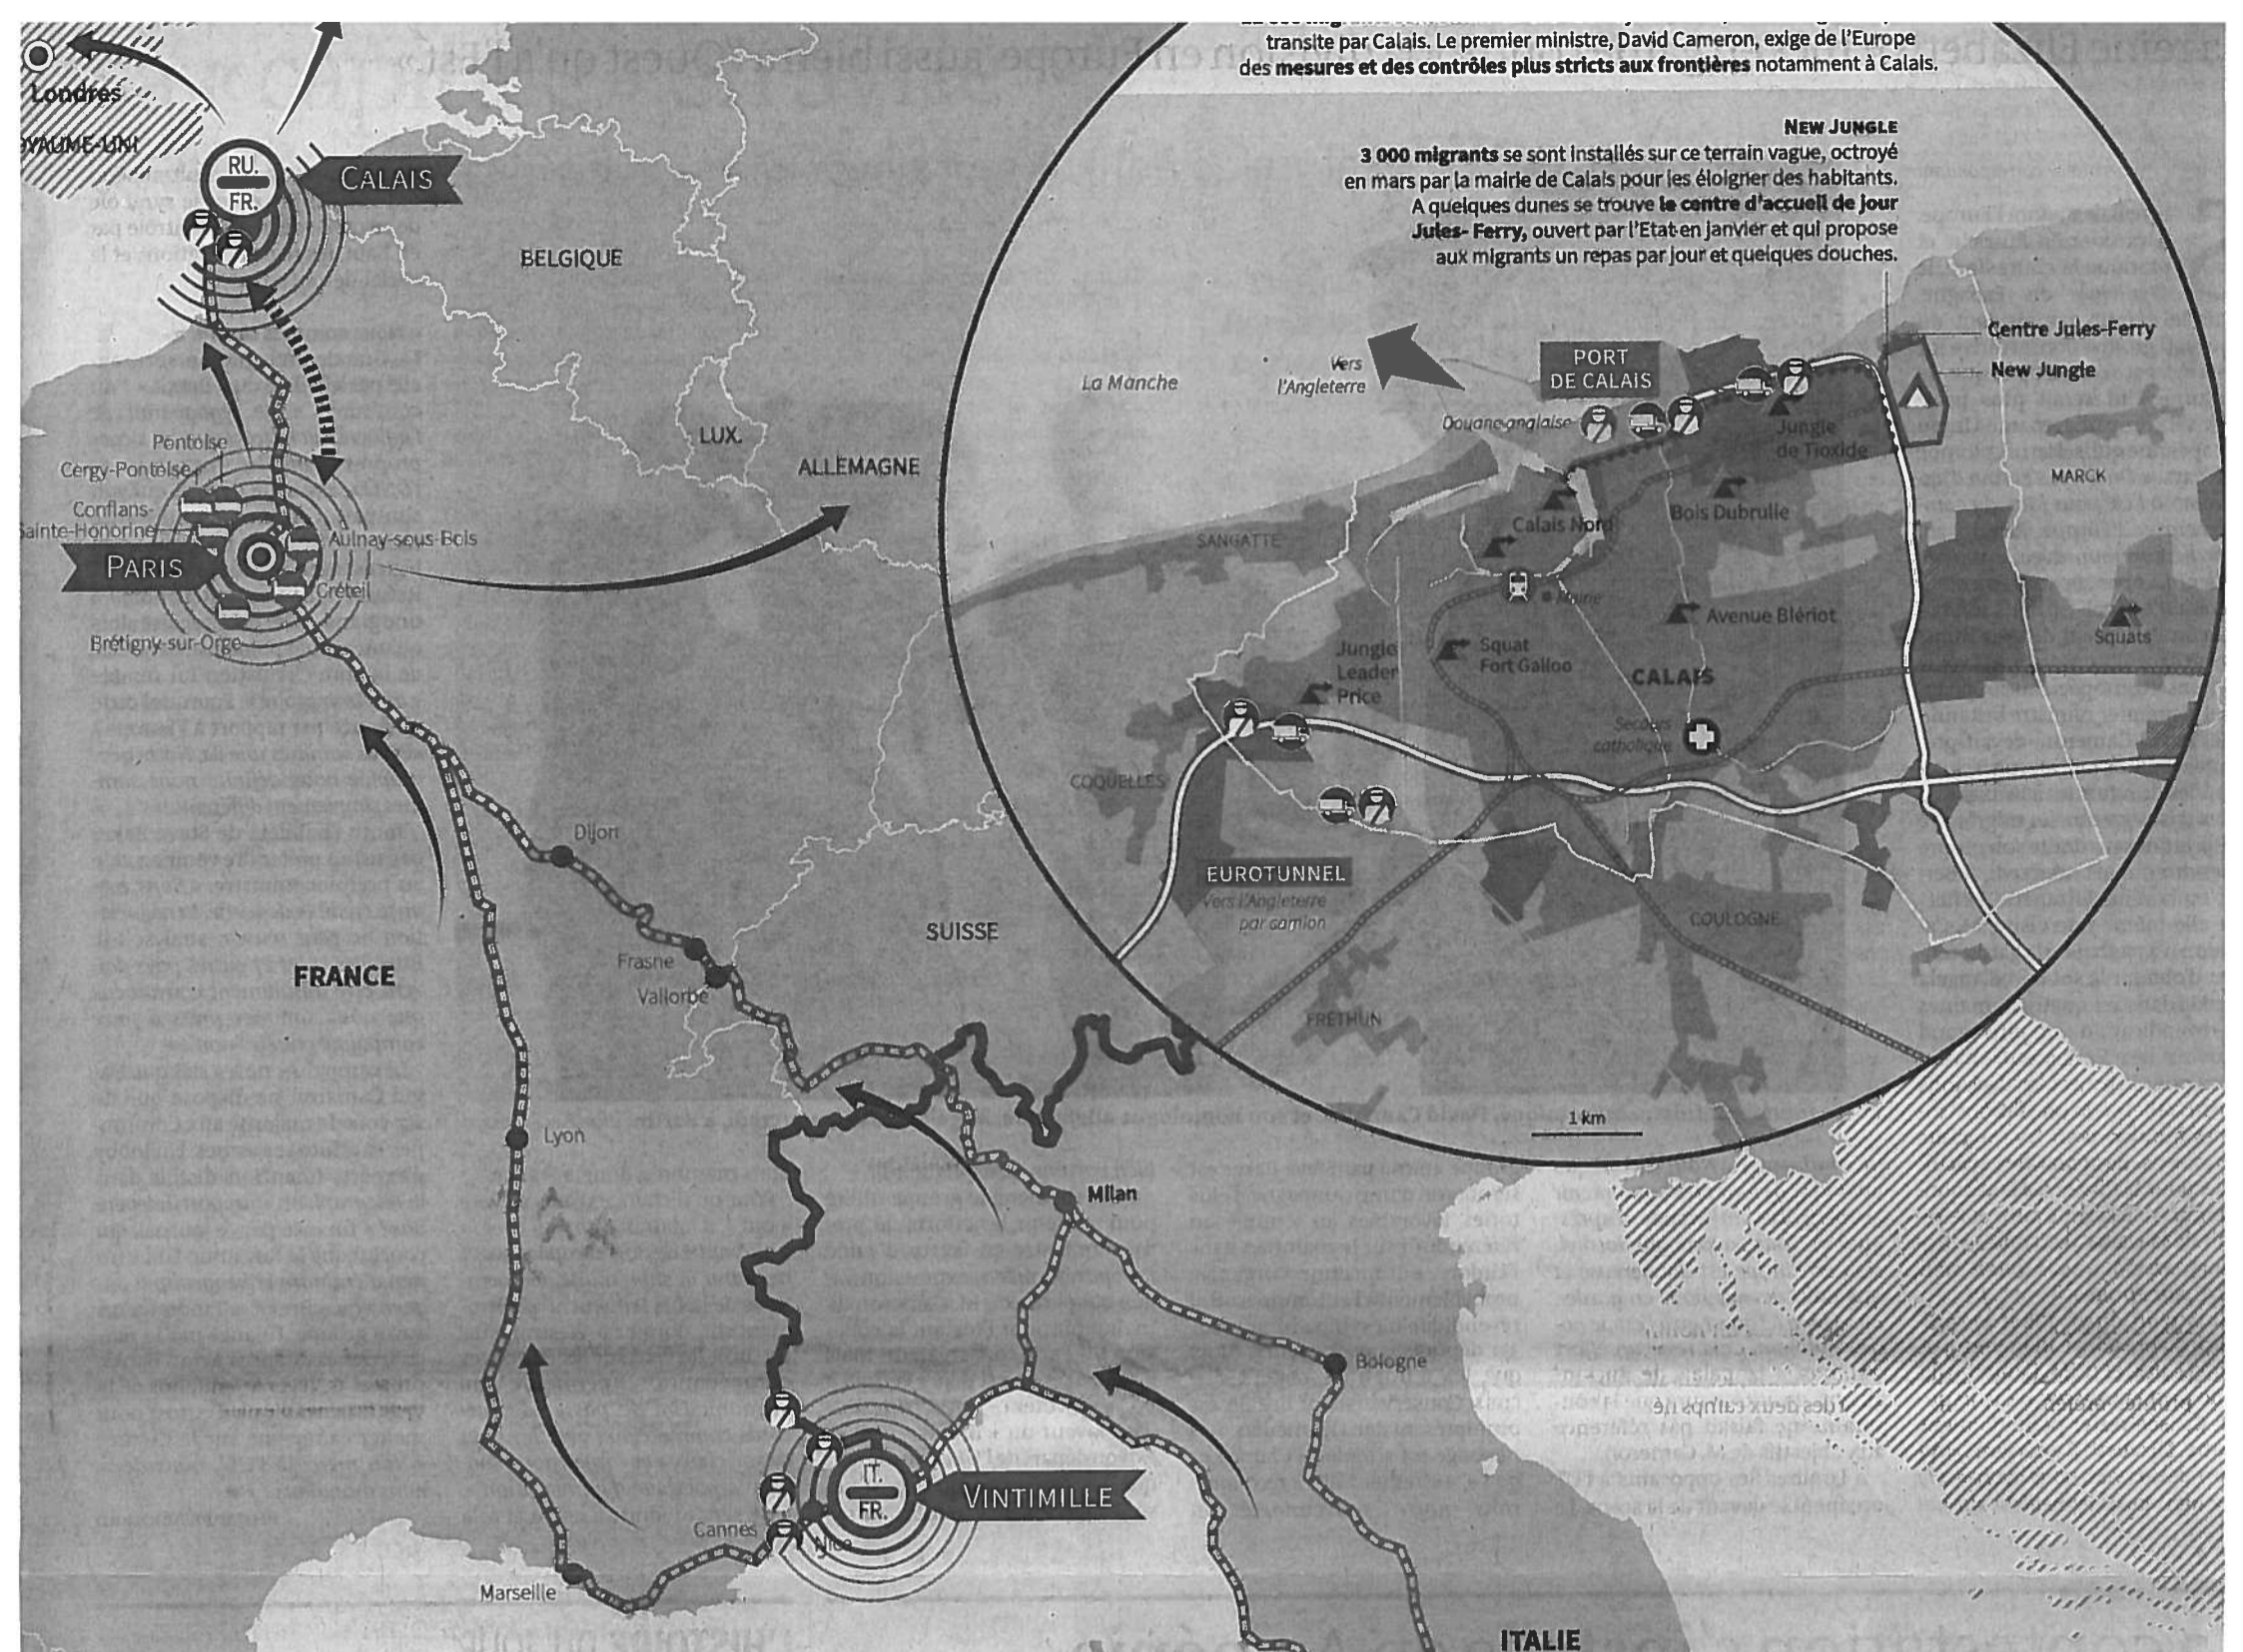 transite par Calais. Le premier ministre, David Cameron, exige de l'Europe
des mesures et des contrôles plus stricts aux frontières notamment à Calais.
NEW JUNGLE
3 000 migrants se sont installés sur ce terrain vague, octroyé
en mars par la mairie de Calais pour les éloigner des habitants.
A quelques dunes se trouve le centre d'accueil de jour
Jules- Ferry, ouvert par l'Etat en janvier et qui propose
aux migrants un repas par jour et quelques douches.
Londres
YAUME-UNI
RU.
FR.
CALAIS
BELGIQUE
LUX.
ALLEMAGNE
Pontoise
Cergy-Pontoise
Conflans-
Sainte-Honorine
PARIS
Aulnay-sous-Bois
Créteil
Brétigny-sur-Orge
Dijon
Frasne
Vallorbe
SUISSE
FRANCE
Lyon
Milan
Bologne
IT.
FR.
VINTIMILLE
Cannes
Nice
Marseille
ITALIE
La Manche
Vers
l'Angleterre
PORT
DE CALAIS
Douane anglaise
Centre Jules-Ferry
New Jungle
Jungle
de Tioxide
MARCK
Calais Nord
Bois Dubrulle
SANGATTE
Mairie
Avenue Blériot
Squats
Jungle
Leader
Price
Squat
Fort Galloo
CALAIS
Secours
catholique
COQUELLES
EUROTUNNEL
Vers l'Angleterre
par camion
COULOGNE
FRÉTHUN
1 km